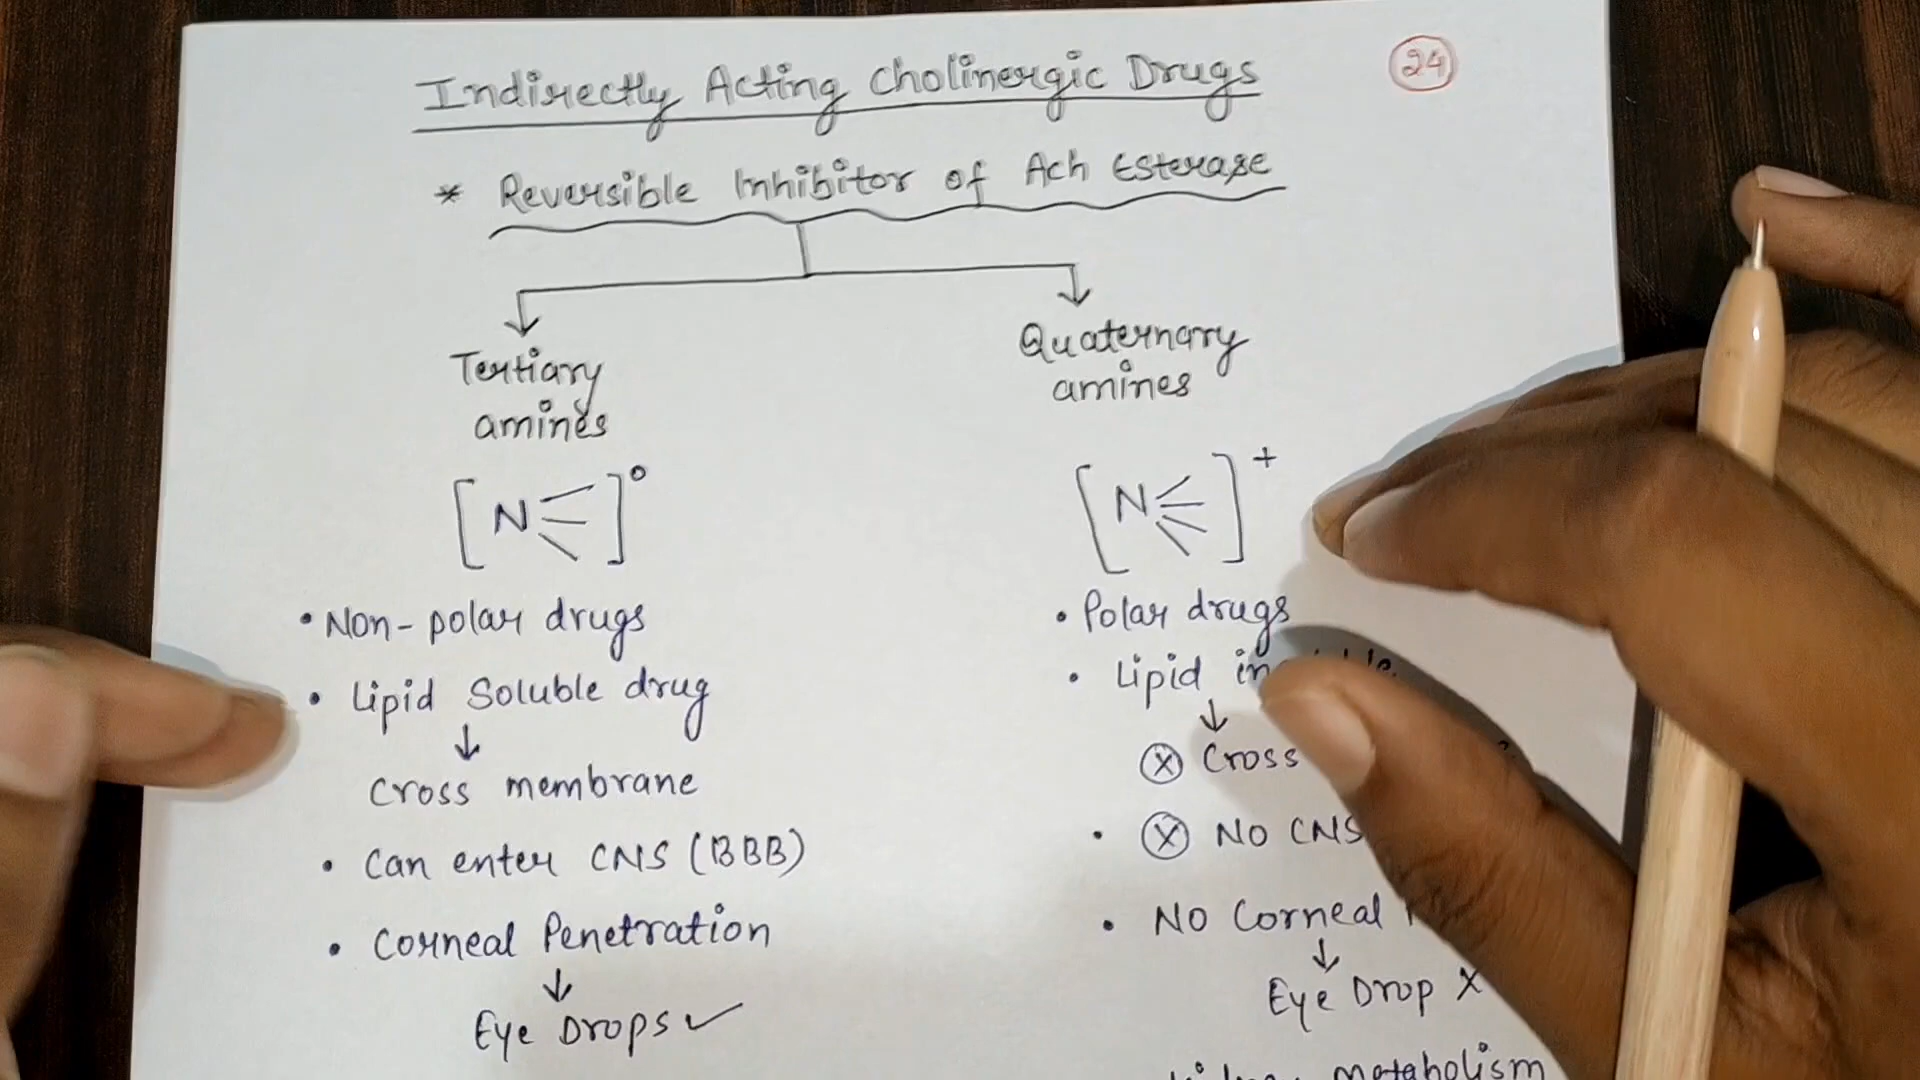 Indirectly Acting Cholinergic Drugs
24
* Reversible Inhibitor of Ach Esterase
Tertiary
amines
[N]°
• Non-polar drugs
• Lipid Soluble drug
↓
Cross membrane
• Can enter CNS (BBB)
• Corneal Penetration
↓
Eye Drops ✓
Quaternary
amines
[N]+
• Polar drugs
• Lipid
↓
ⓧ Cross
• ⓧ NO CNS
• NO Corneal
↓
Eye Drop X
metabolism